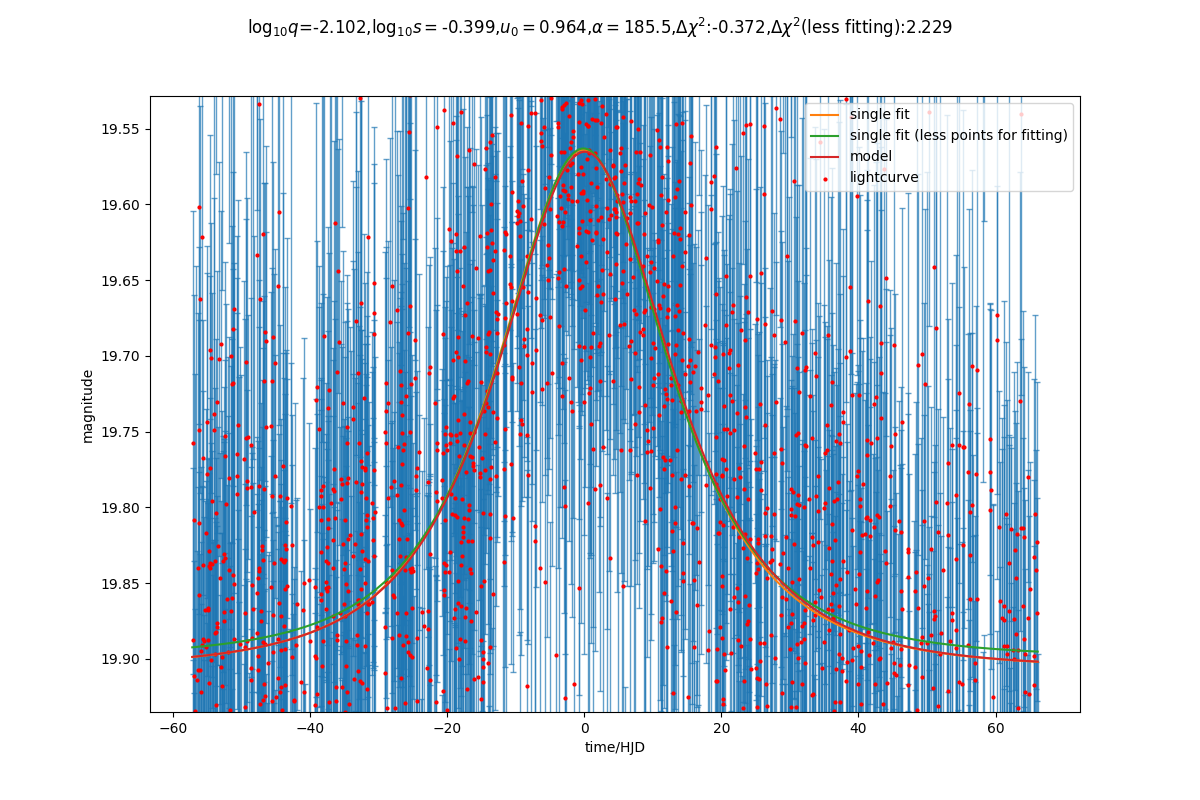 log₁₀q=-2.102,log₁₀s = -0.399,u₀ = 0.964,α = 185.5,Δχ²:-0.372,Δχ²(less fitting):2.229
single fit
single fit (less points for fitting)
model
lightcurve
magnitude
19.55
19.60
19.65
19.70
19.75
19.80
19.85
19.90
−60
−40
−20
0
20
40
60
time/HJD